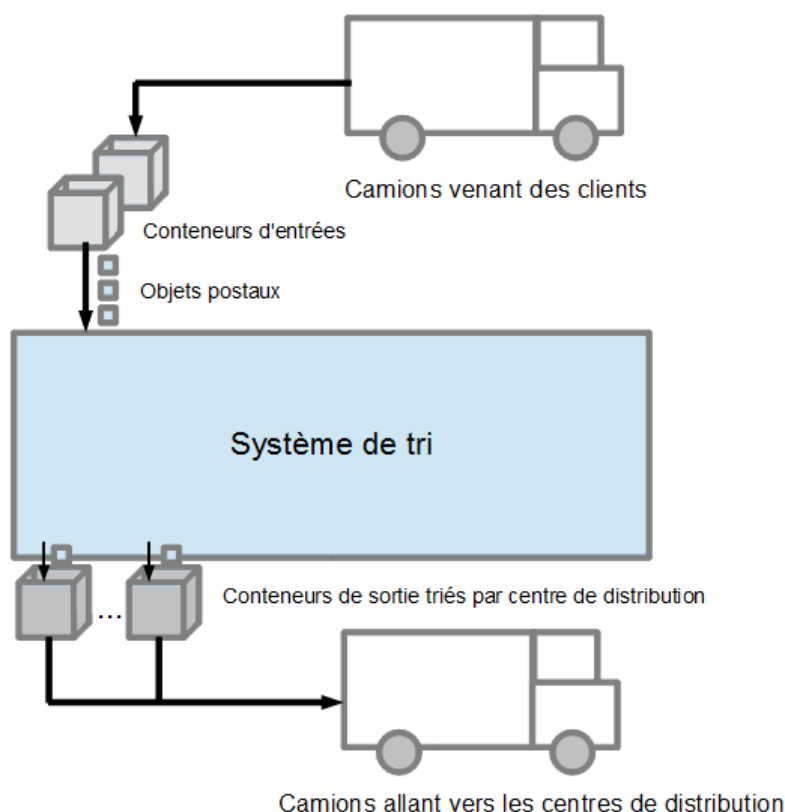 Camions venant des clients
Conteneurs d'entrées
Objets postaux
Système de tri
...
Conteneurs de sortie triés par centre de distribution
Camions allant vers les centres de distribution